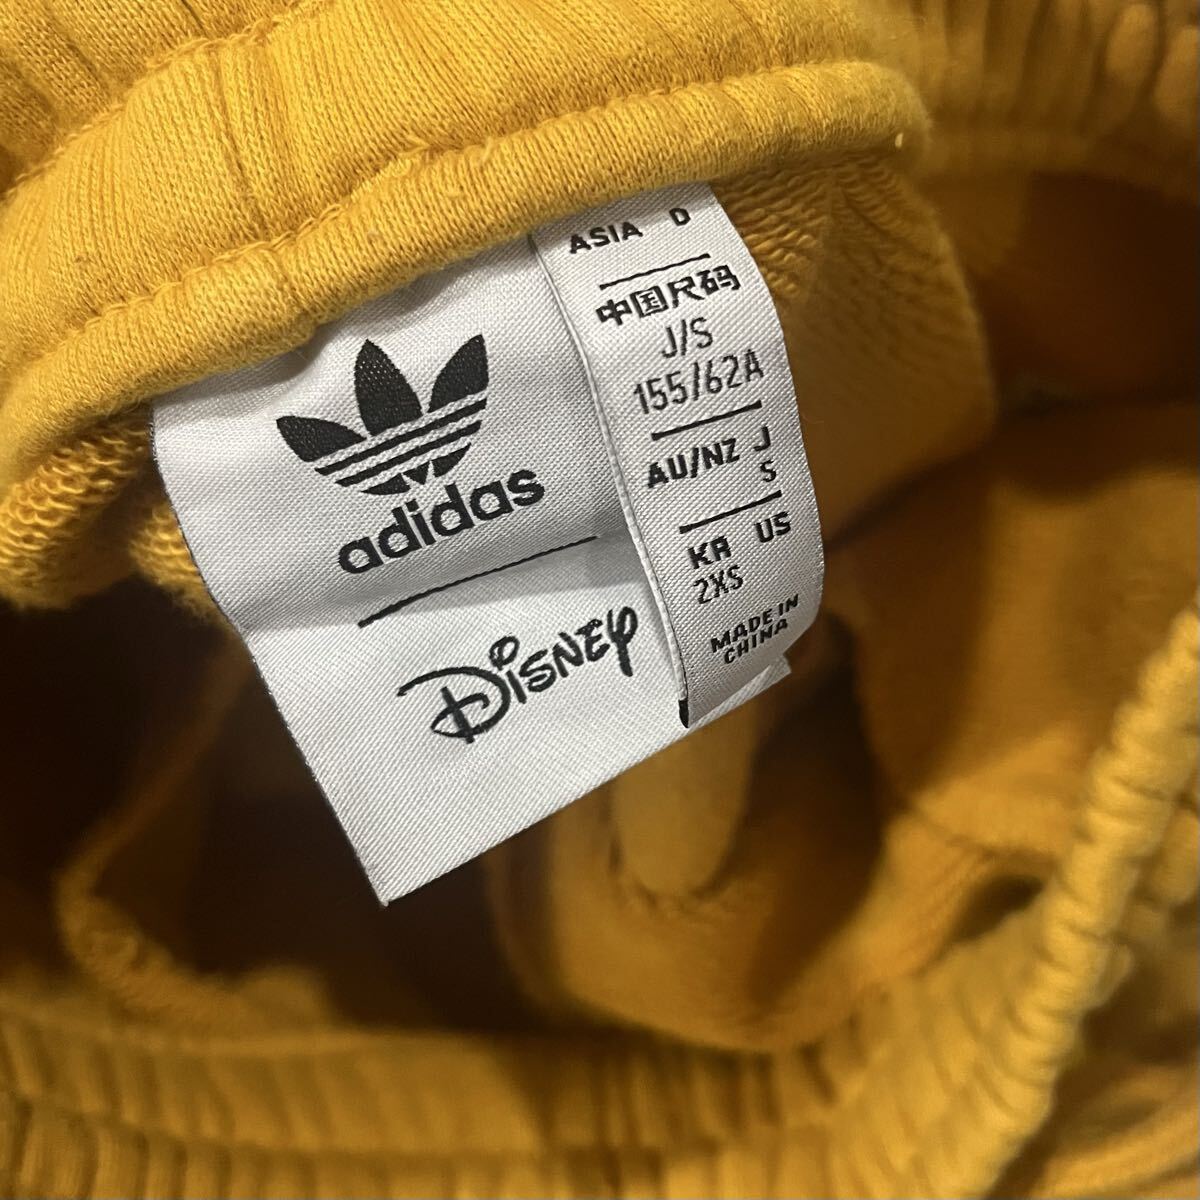 adidas
Disney
ASIA D
中国尺码
J/S
155/62A
AU/NZ J
S
KR US
2XS
MADE IN
CHINA